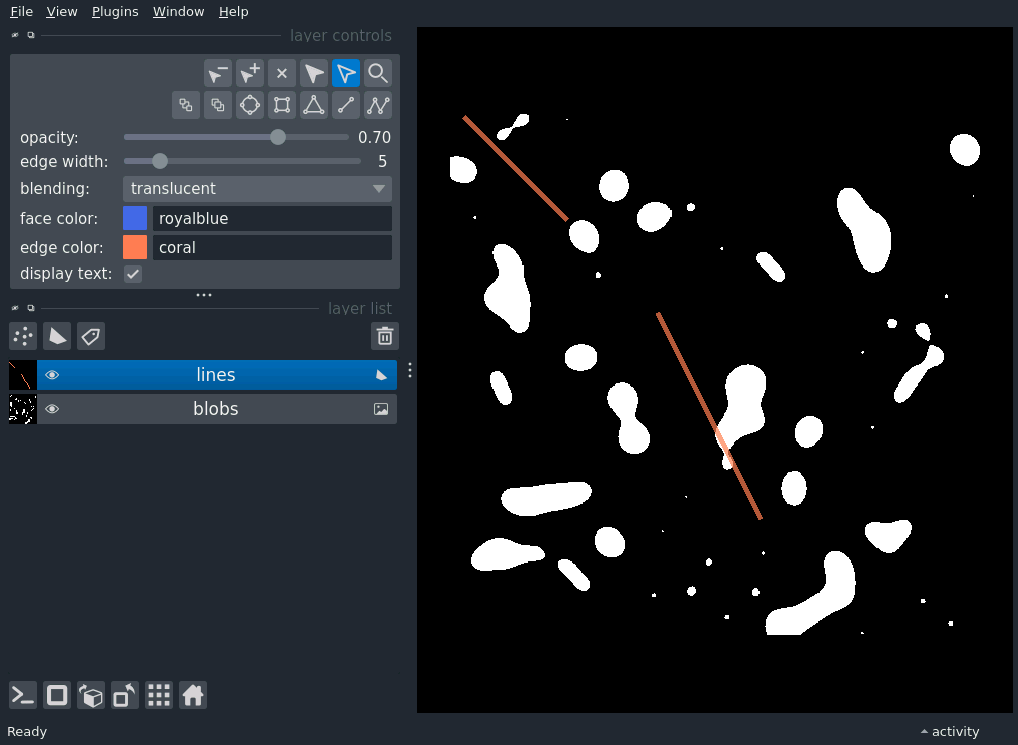 File View Plugins Window Help
layer controls
opacity: 0.70
edge width: 5
blending: translucent
face color: royalblue
edge color: coral
display text:
layer list
lines
blobs
Ready
activity